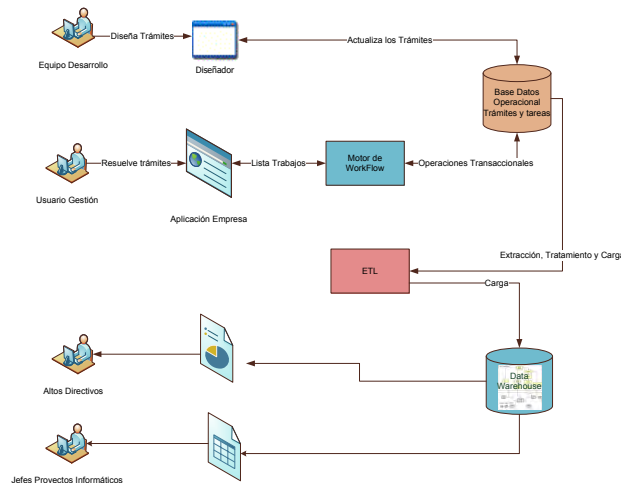 Diseña Trámites
Actualiza los Trámites
Equipo Desarrollo
Diseñador
Base Datos
Operacional
Trámites y tareas
Resuelve trámites
Lista Trabajos
Motor de
WorkFlow
Operaciones Transaccionales
Usuario Gestión
Aplicación Empresa
Extracción, Tratamiento y Carga
ETL
Carga
Data
Warehouse
Altos Directivos
Jefes Proyectos Informáticos